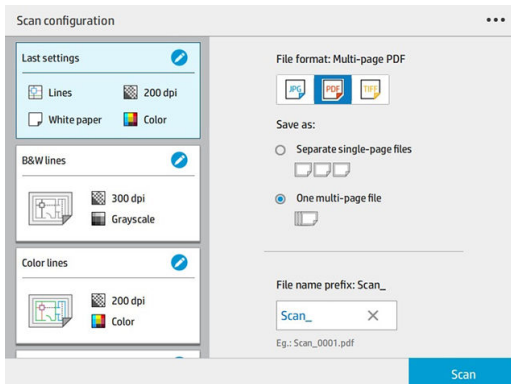 Scan configuration
Last settings
Lines
200 dpi
White paper
Color
B&W lines
300 dpi
Grayscale
Color lines
200 dpi
Color
File format: Multi-page PDF
JPG
PDF
TIFF
Save as:
Separate single-page files
One multi-page file
File name prefix: Scan_
Scan_
Eg.: Scan_0001.pdf
Scan